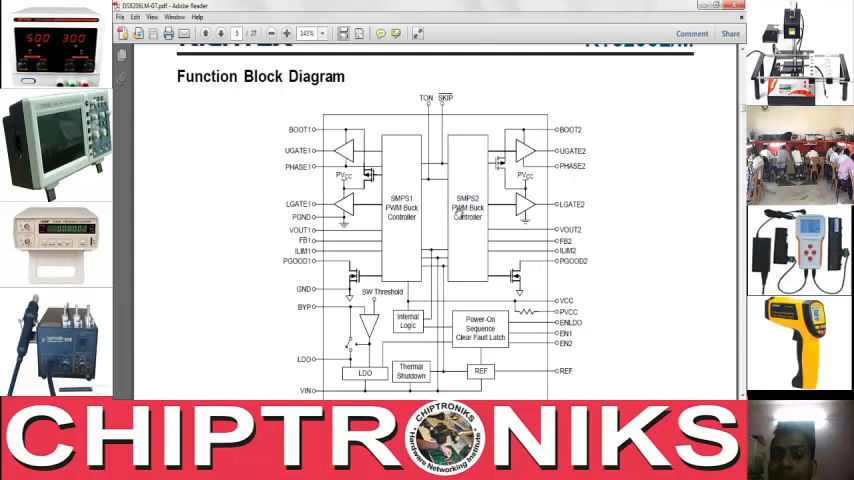 DS8206LM-07.pdf - Adobe Reader
File Edit View Window Help
5 / 27 143%
Comment Share
Function Block Diagram
TON SKIP
BOOT1 BOOT2
UGATE1 UGATE2
PHASE1 PHASE2
PVCC PVCC
SMPS1 PWM Buck Controller
SMPS2 PWM Buck Controller
LGATE1 LGATE2
PGND
VOUT1 VOUT2
FB1 FB2
ILIM1 ILIM2
PGOOD1 PGOOD2
GND
SW Threshold
BYP VCC
PVCC
Internal Logic
Power-On Sequence Clear Fault Latch
ENLDO
EN1
EN2
LDO
LDO
Thermal Shutdown
REF REF
VIN
500 300
CHIPTRONIKS
CHIPTRONIKS
Hardware Networking Institute